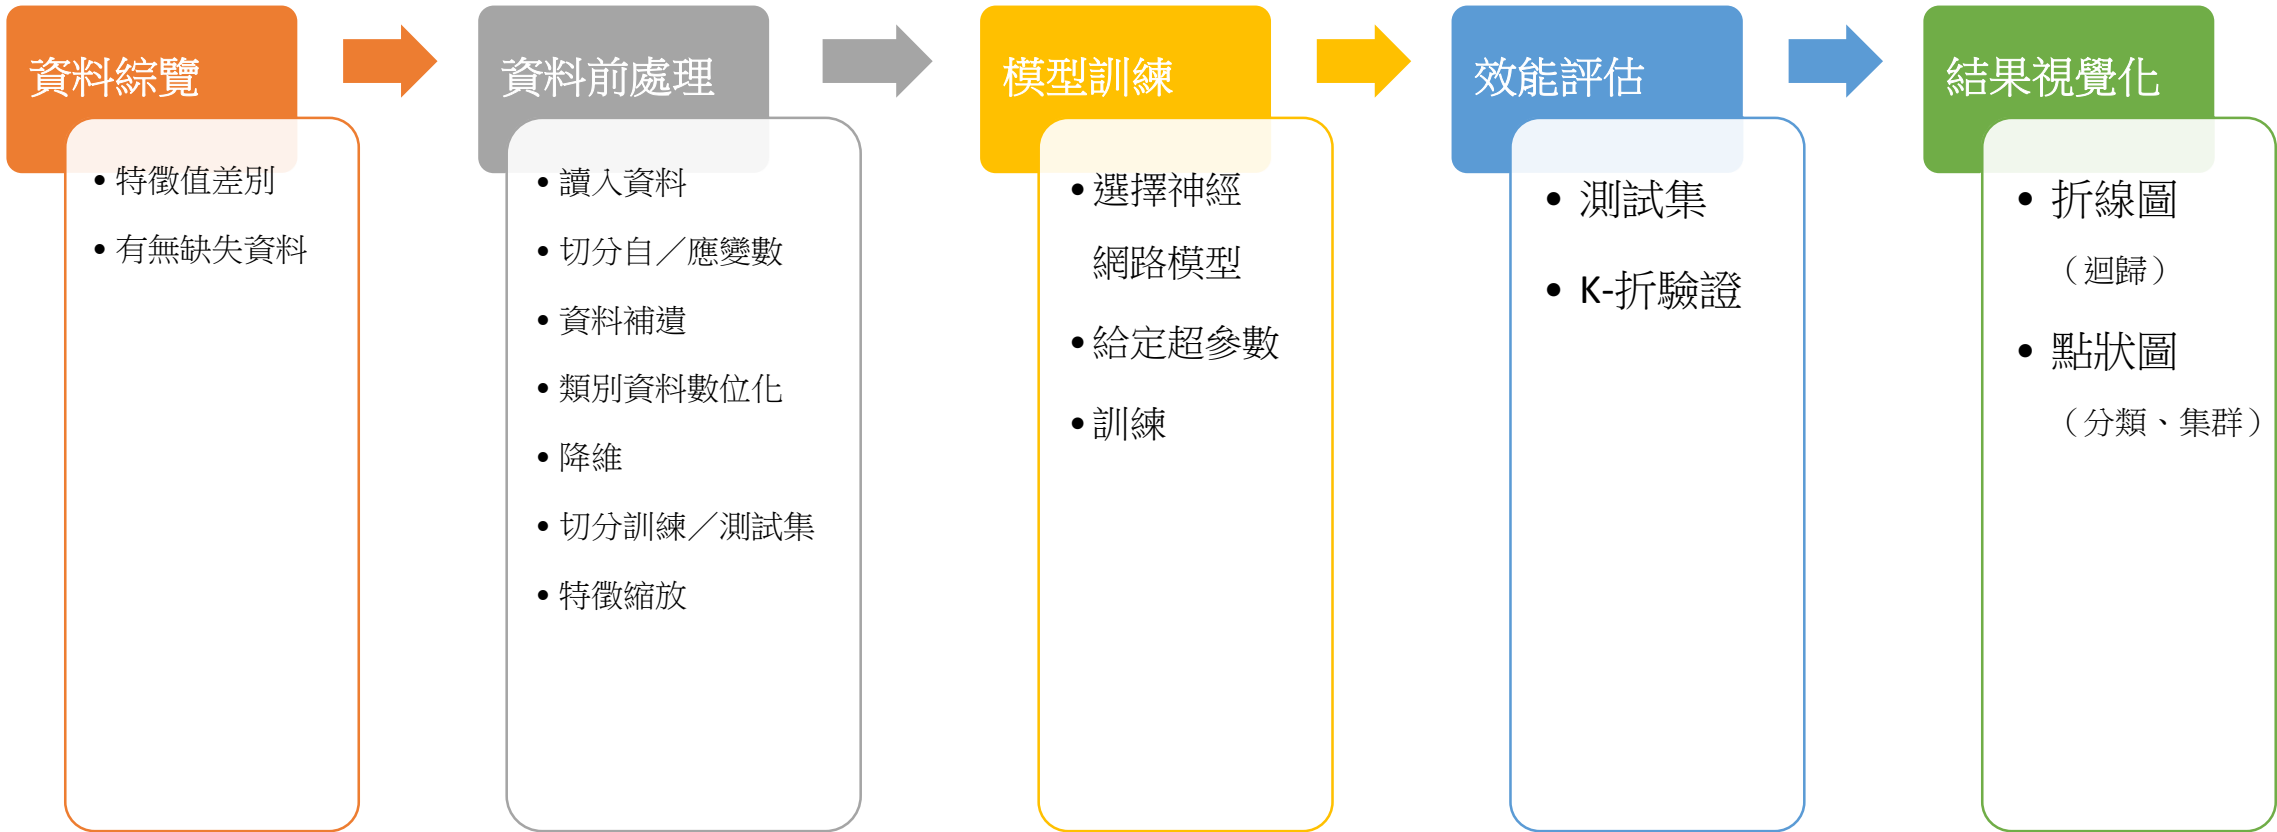 資料綜覽
• 特徵值差別
• 有無缺失資料
資料前處理
• 讀入資料
• 切分自／應變數
• 資料補遺
• 類別資料數位化
• 降維
• 切分訓練／測試集
• 特徵縮放
模型訓練
• 選擇神經
網路模型
• 給定超參數
• 訓練
效能評估
• 測試集
• K-折驗證
結果視覺化
• 折線圖
（迴歸）
• 點狀圖
（分類、集群）